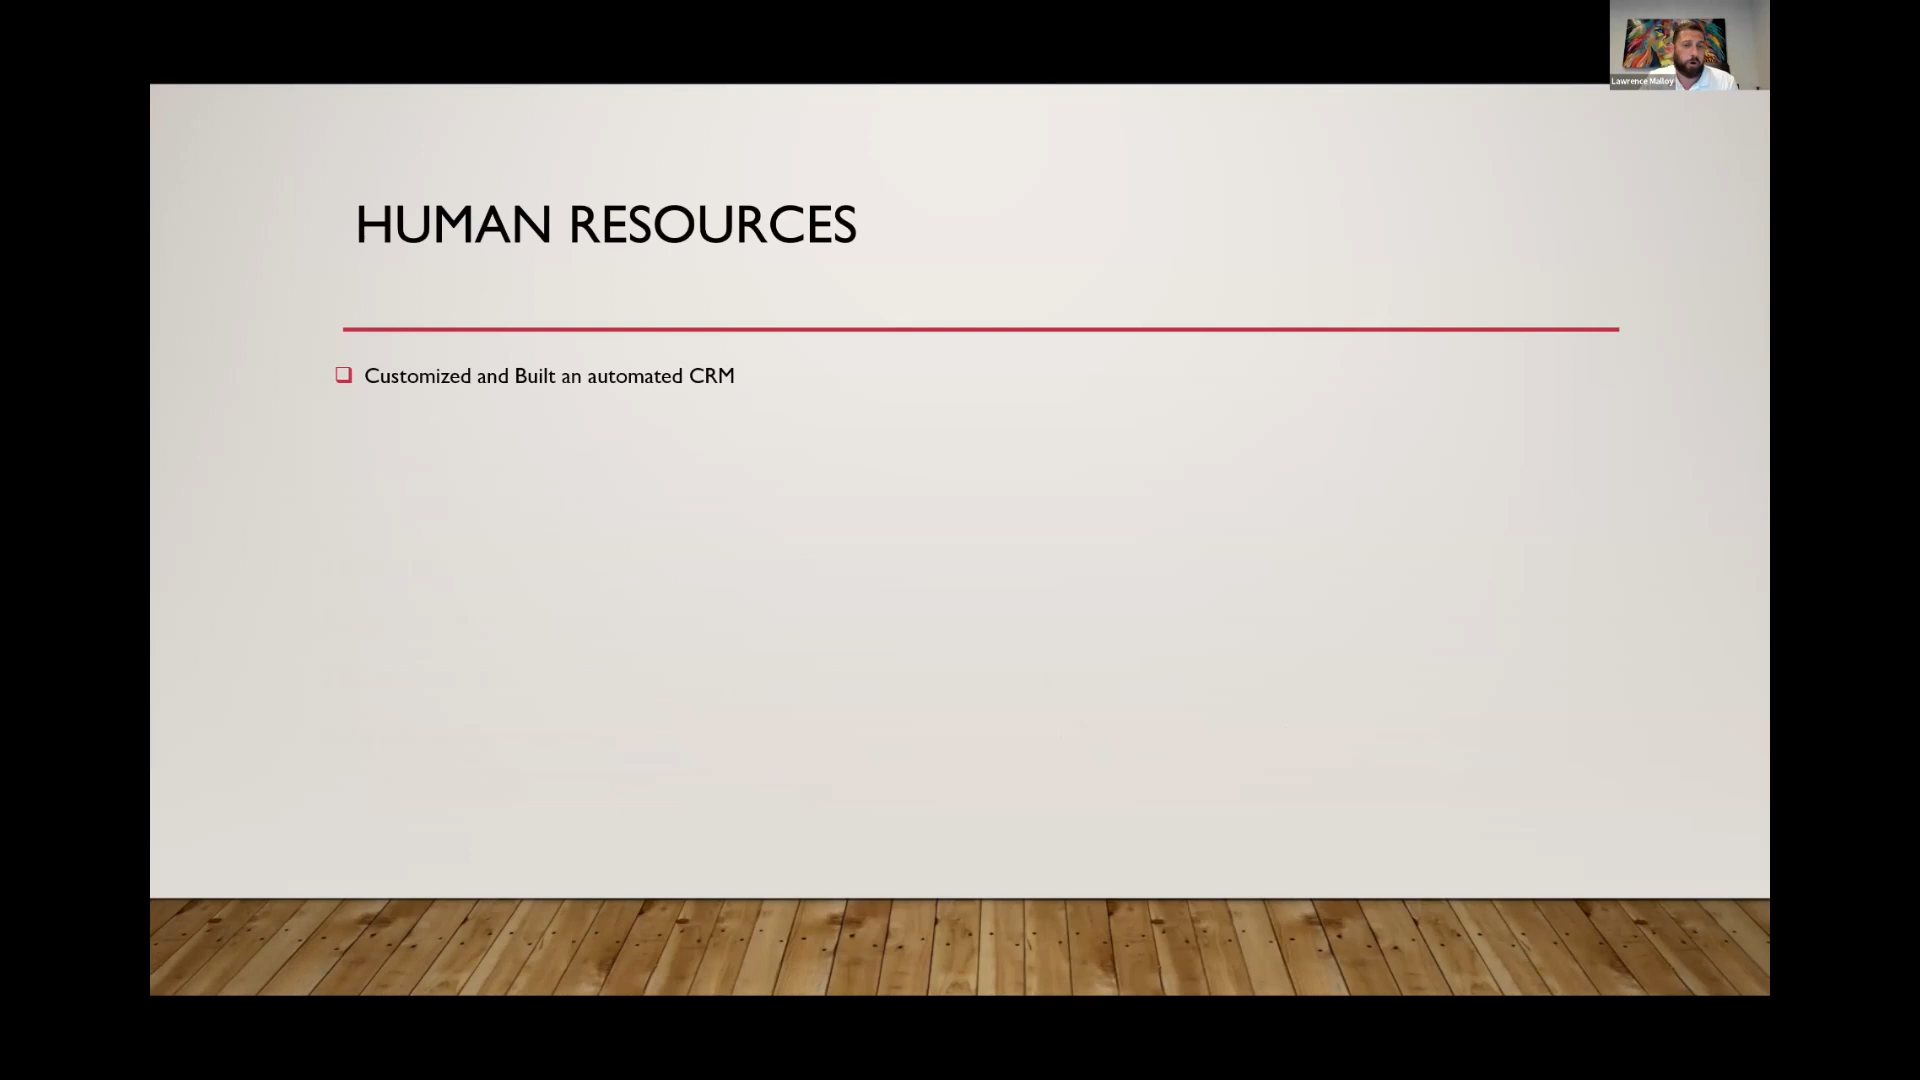 Lawrence Malloy
HUMAN RESOURCES
Customized and Built an automated CRM